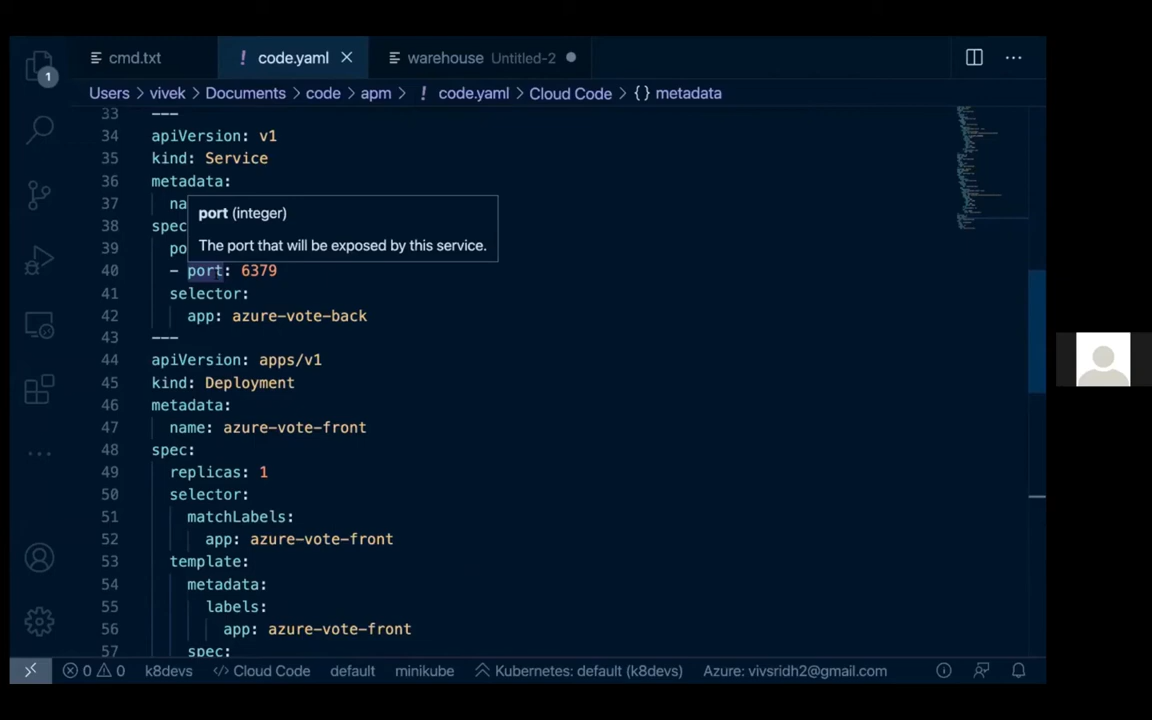 cmd.txt
! code.yaml
warehouse Untitled-2
1
Users > vivek > Documents > code > apm > ! code.yaml > Cloud Code > {} metadata
33 ---
34 apiVersion: v1
35 kind: Service
36 metadata:
37 na
38 spec
39 po
port (integer)
The port that will be exposed by this service.
40 - port: 6379
41 selector:
42 app: azure-vote-back
43 ---
44 apiVersion: apps/v1
45 kind: Deployment
46 metadata:
47 name: azure-vote-front
48 spec:
49 replicas: 1
50 selector:
51 matchLabels:
52 app: azure-vote-front
53 template:
54 metadata:
55 labels:
56 app: azure-vote-front
57 spec:
0 0 k8devs </> Cloud Code default minikube Kubernetes: default (k8devs) Azure: vivsridh2@gmail.com